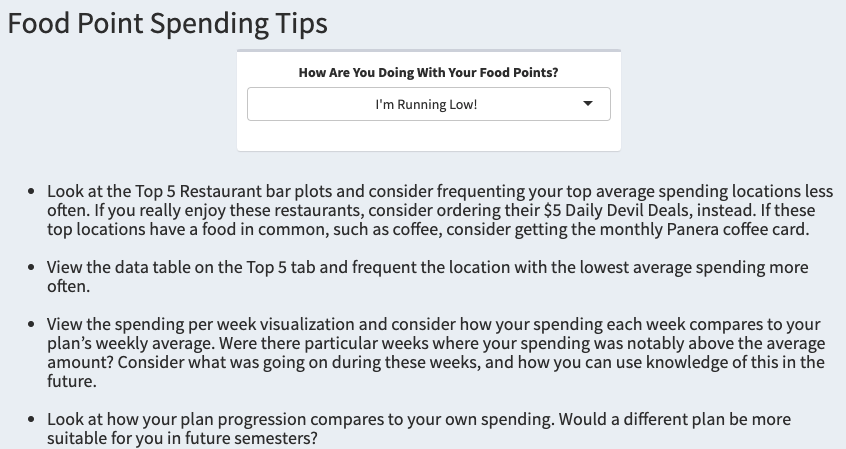 Food Point Spending Tips
How Are You Doing With Your Food Points?
I'm Running Low!
• Look at the Top 5 Restaurant bar plots and consider frequenting your top average spending locations less
often. If you really enjoy these restaurants, consider ordering their $5 Daily Devil Deals, instead. If these
top locations have a food in common, such as coffee, consider getting the monthly Panera coffee card.
• View the data table on the Top 5 tab and frequent the location with the lowest average spending more
often.
• View the spending per week visualization and consider how your spending each week compares to your
plan’s weekly average. Were there particular weeks where your spending was notably above the average
amount? Consider what was going on during these weeks, and how you can use knowledge of this in the
future.
• Look at how your plan progression compares to your own spending. Would a different plan be more
suitable for you in future semesters?